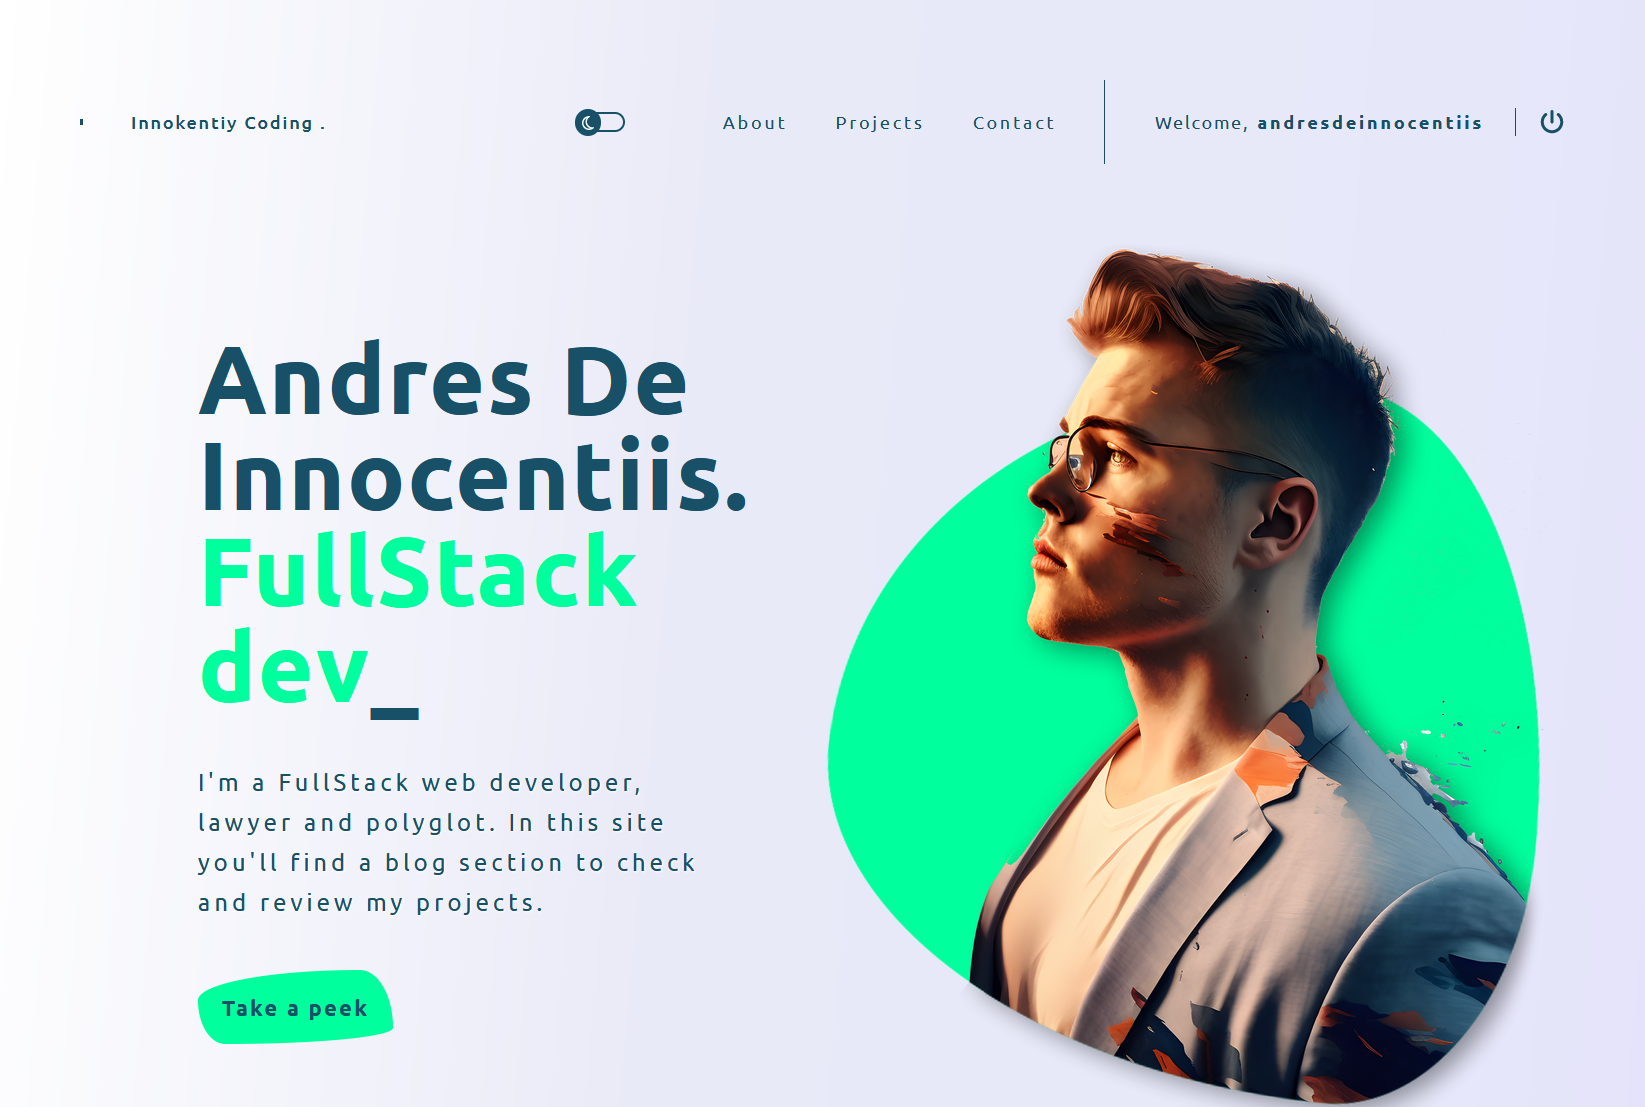 Innokentiy Coding .
About
Projects
Contact
Welcome, andresdeinnocentiis
Andres De
Innocentiis.
FullStack
dev_
I'm a FullStack web developer,
lawyer and polyglot. In this site
you'll find a blog section to check
and review my projects.
Take a peek